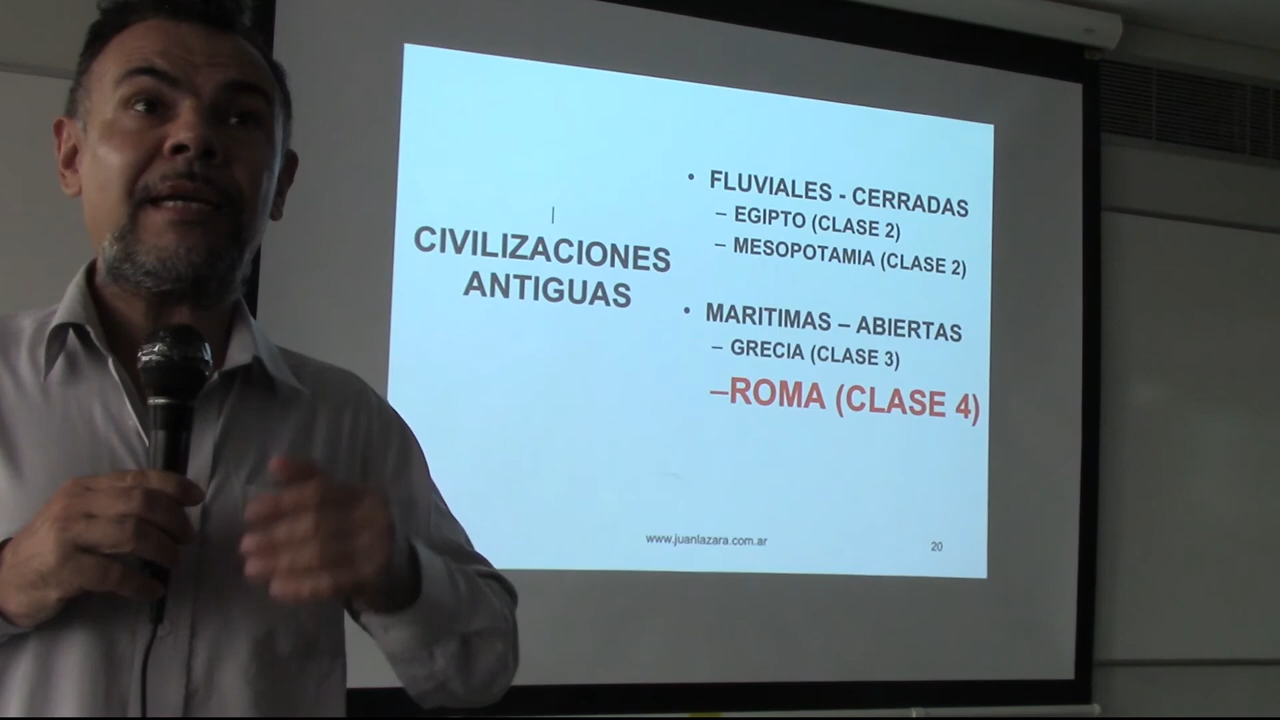 CIVILIZACIONES
ANTIGUAS
• FLUVIALES - CERRADAS
– EGIPTO (CLASE 2)
– MESOPOTAMIA (CLASE 2)
• MARITIMAS – ABIERTAS
– GRECIA (CLASE 3)
–ROMA (CLASE 4)
www.juanlazara.com.ar
20